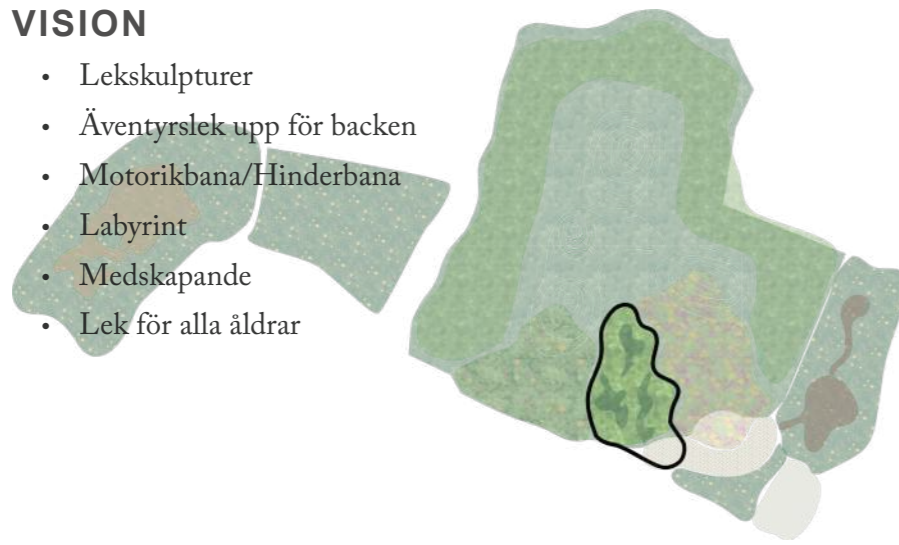 VISION
• Lekskulpturer
• Äventyrslek upp för backen
• Motorikbana/Hinderbana
• Labyrint
• Medskapande
• Lek för alla åldrar